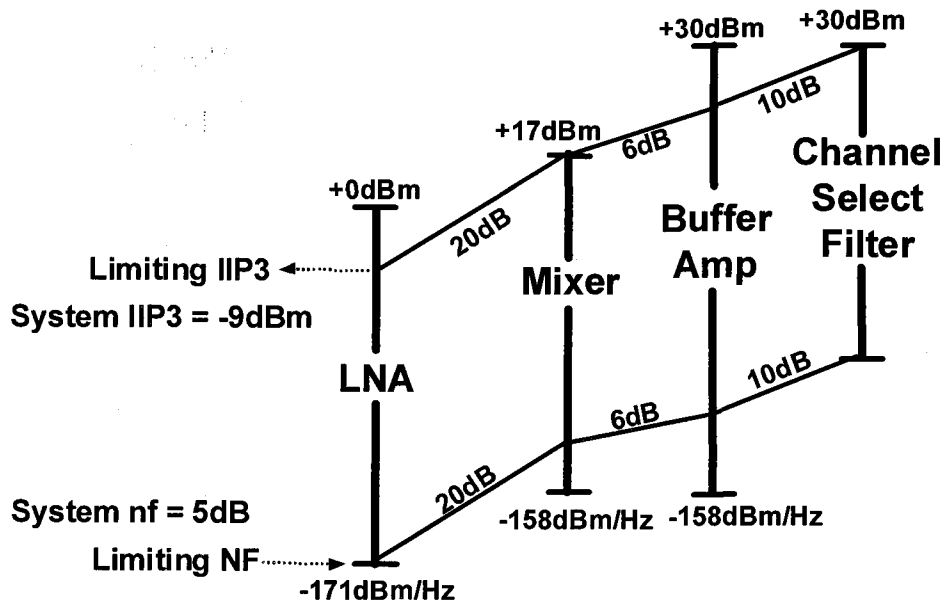 +30dBm
+30dBm
10dB
+17dBm
6dB
Channel
Select
Filter
+0dBm
20dB
Buffer
Amp
Limiting IIP3
Mixer
System IIP3 = -9dBm
LNA
10dB
6dB
20dB
System nf = 5dB
-158dBm/Hz
-158dBm/Hz
Limiting NF
-171dBm/Hz